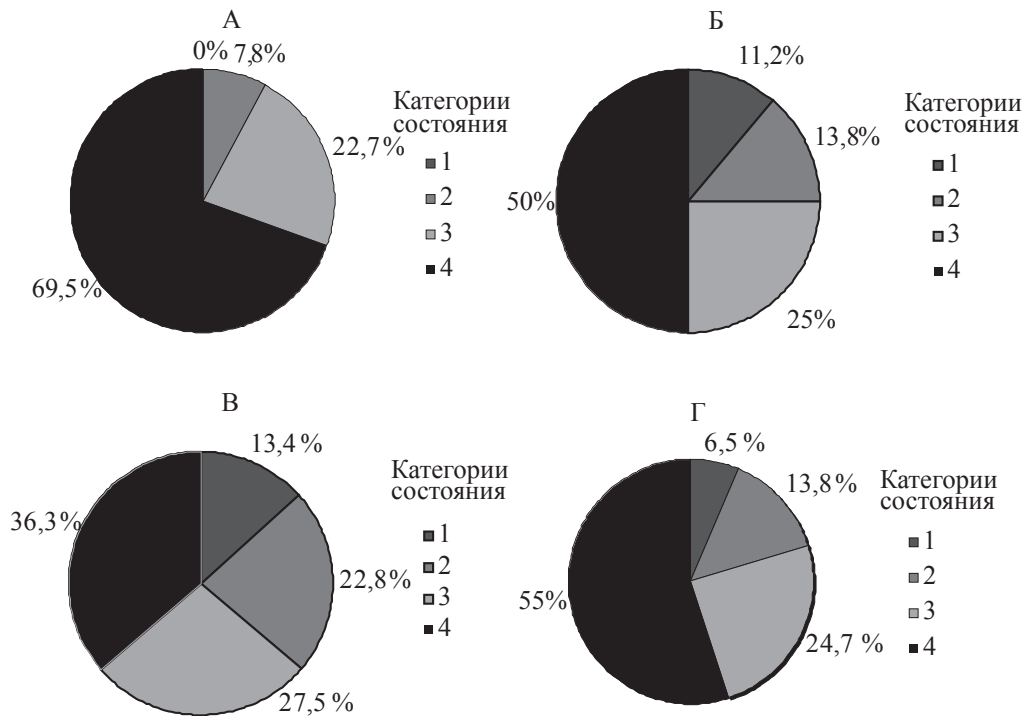 А
0% 7,8%
22,7%
69,5%
Категории
состояния
1
2
3
4
Б
11,2%
13,8%
25%
50%
Категории
состояния
1
2
3
4
В
13,4 %
22,8%
27,5 %
36,3%
Категории
состояния
1
2
3
4
Г
6,5 %
13,8%
24,7 %
55%
Категории
состояния
1
2
3
4